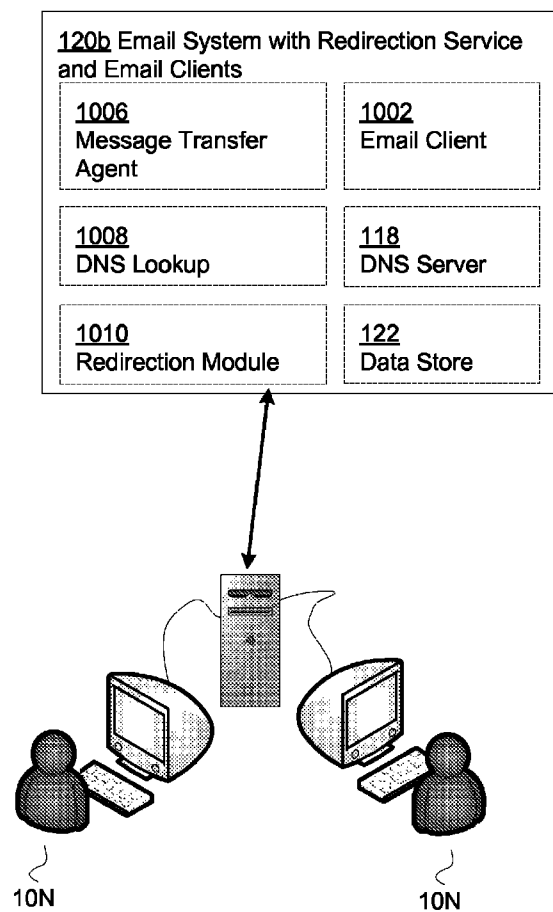 120b Email System with Redirection Service
and Email Clients
1006
Message Transfer
Agent
1002
Email Client
1008
DNS Lookup
118
DNS Server
1010
Redirection Module
122
Data Store
10N
10N